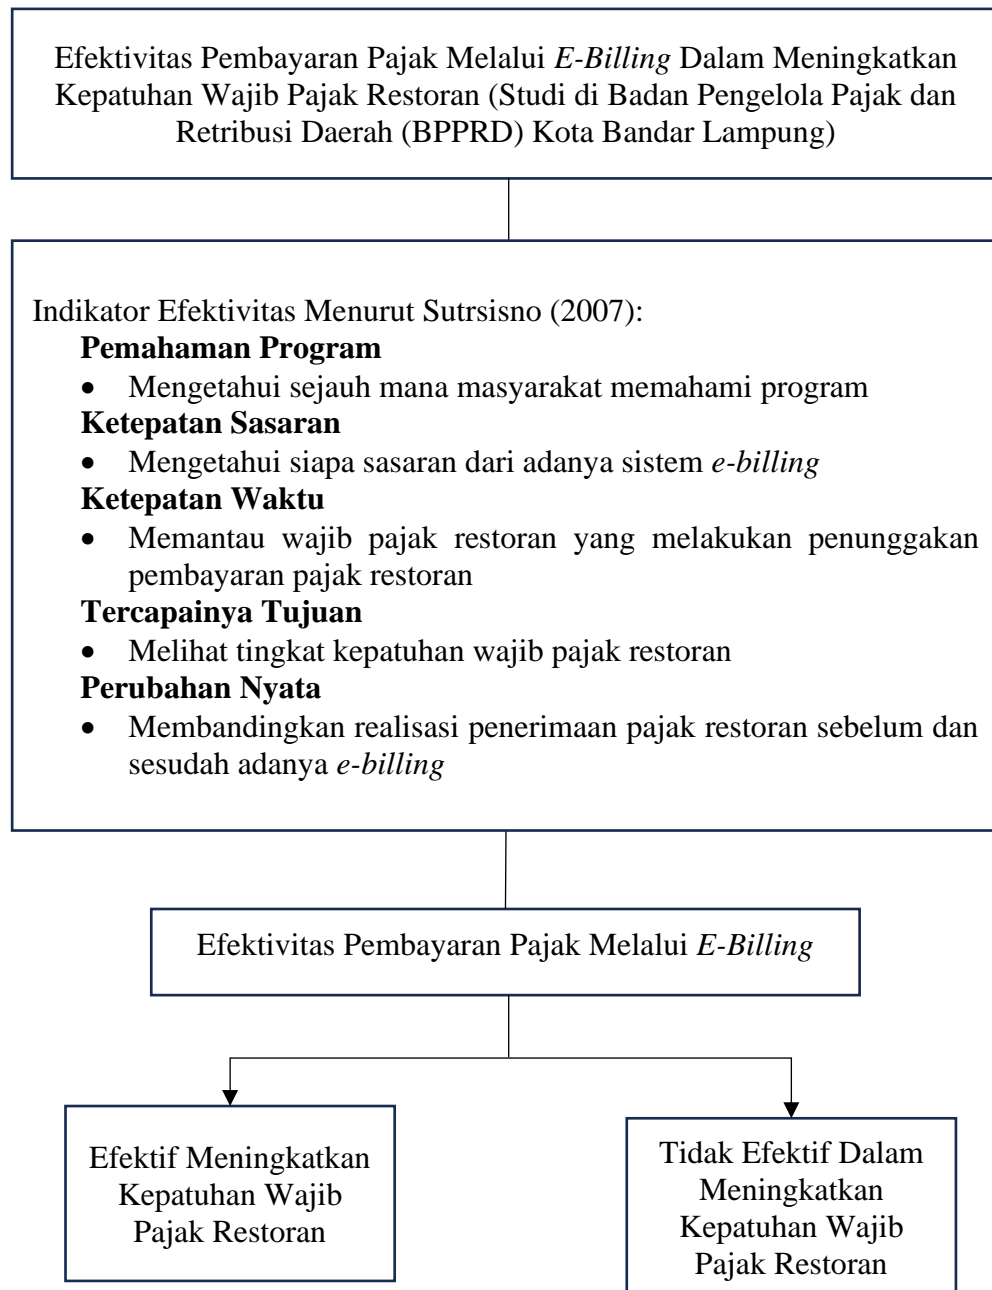 Efektivitas Pembayaran Pajak Melalui E-Billing Dalam Meningkatkan
Kepatuhan Wajib Pajak Restoran (Studi di Badan Pengelola Pajak dan
Retribusi Daerah (BPPRD) Kota Bandar Lampung)
Indikator Efektivitas Menurut Sutrsisno (2007):
Pemahaman Program
• Mengetahui sejauh mana masyarakat memahami program
Ketepatan Sasaran
• Mengetahui siapa sasaran dari adanya sistem e-billing
Ketepatan Waktu
• Memantau wajib pajak restoran yang melakukan penunggakan
pembayaran pajak restoran
Tercapainya Tujuan
• Melihat tingkat kepatuhan wajib pajak restoran
Perubahan Nyata
• Membandingkan realisasi penerimaan pajak restoran sebelum dan
sesudah adanya e-billing
Efektivitas Pembayaran Pajak Melalui E-Billing
Efektif Meningkatkan
Kepatuhan Wajib
Pajak Restoran
Tidak Efektif Dalam
Meningkatkan
Kepatuhan Wajib
Pajak Restoran